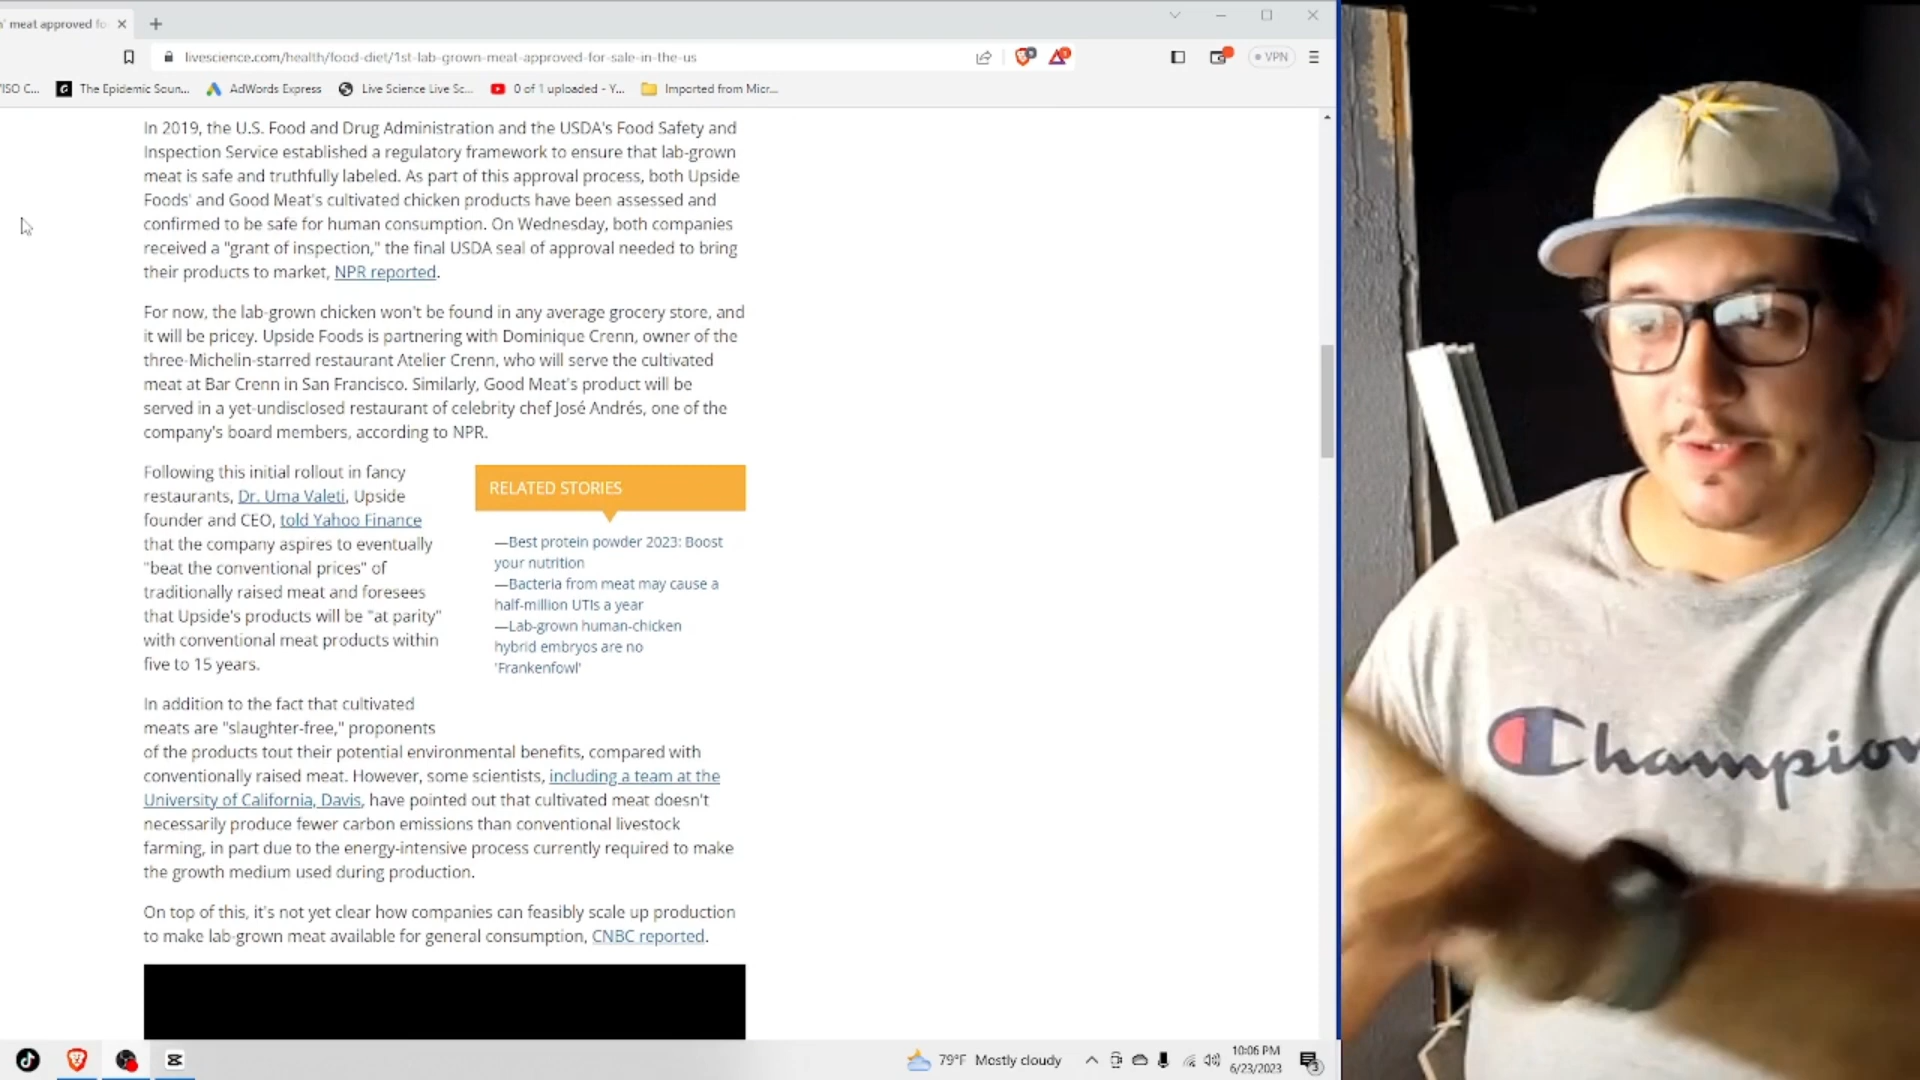 ' meat approved fo
livescience.com/health/food-diet/1st-lab-grown-meat-approved-for-sale-in-the-us
VPN
'ISO C...
The Epidemic Soun...
AdWords Express
Live Science Live Sc...
0 of 1 uploaded - Y...
Imported from Micr...
In 2019, the U.S. Food and Drug Administration and the USDA's Food Safety and
Inspection Service established a regulatory framework to ensure that lab-grown
meat is safe and truthfully labeled. As part of this approval process, both Upside
Foods' and Good Meat's cultivated chicken products have been assessed and
confirmed to be safe for human consumption. On Wednesday, both companies
received a "grant of inspection," the final USDA seal of approval needed to bring
their products to market, NPR reported.
For now, the lab-grown chicken won't be found in any average grocery store, and
it will be pricey. Upside Foods is partnering with Dominique Crenn, owner of the
three-Michelin-starred restaurant Atelier Crenn, who will serve the cultivated
meat at Bar Crenn in San Francisco. Similarly, Good Meat's product will be
served in a yet-undisclosed restaurant of celebrity chef José Andrés, one of the
company's board members, according to NPR.
Following this initial rollout in fancy
restaurants, Dr. Uma Valeti, Upside
founder and CEO, told Yahoo Finance
that the company aspires to eventually
"beat the conventional prices" of
traditionally raised meat and foresees
that Upside's products will be "at parity"
with conventional meat products within
five to 15 years.
RELATED STORIES
—Best protein powder 2023: Boost
your nutrition
—Bacteria from meat may cause a
half-million UTIs a year
—Lab-grown human-chicken
hybrid embryos are no
'Frankenfowl'
In addition to the fact that cultivated
meats are "slaughter-free," proponents
of the products tout their potential environmental benefits, compared with
conventionally raised meat. However, some scientists, including a team at the
University of California, Davis, have pointed out that cultivated meat doesn't
necessarily produce fewer carbon emissions than conventional livestock
farming, in part due to the energy-intensive process currently required to make
the growth medium used during production.
On top of this, it's not yet clear how companies can feasibly scale up production
to make lab-grown meat available for general consumption, CNBC reported.
79°F Mostly cloudy
10:06 PM
6/23/2023
3
Champion